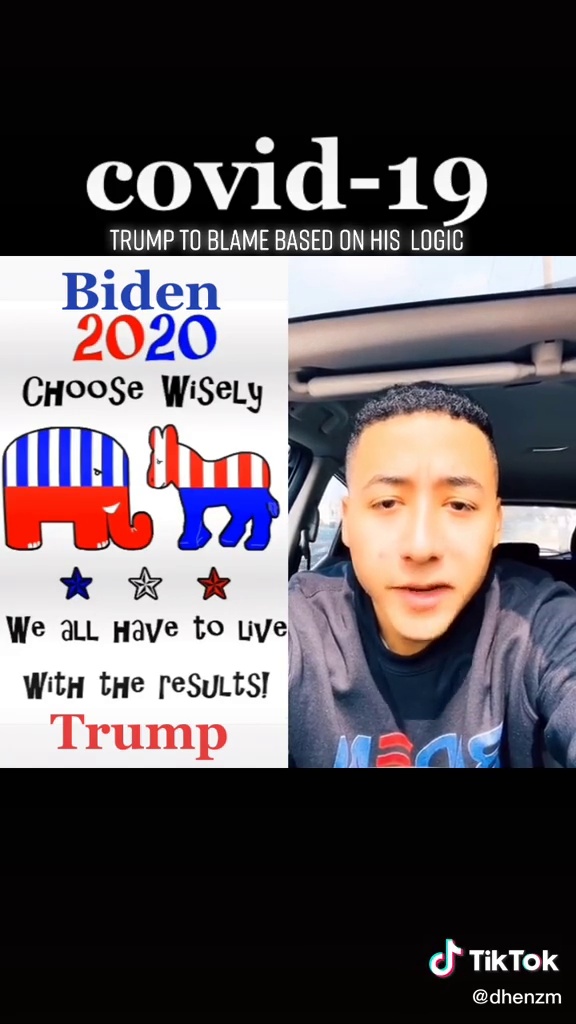 covid-19
TRUMP TO BLAME BASED ON HIS LOGIC
Biden
2020
CHOOSE WISELY
WE ALL HAVE TO LIVE
WITH THE RESULTS!
Trump
BIDEN
TikTok
@dhenzm